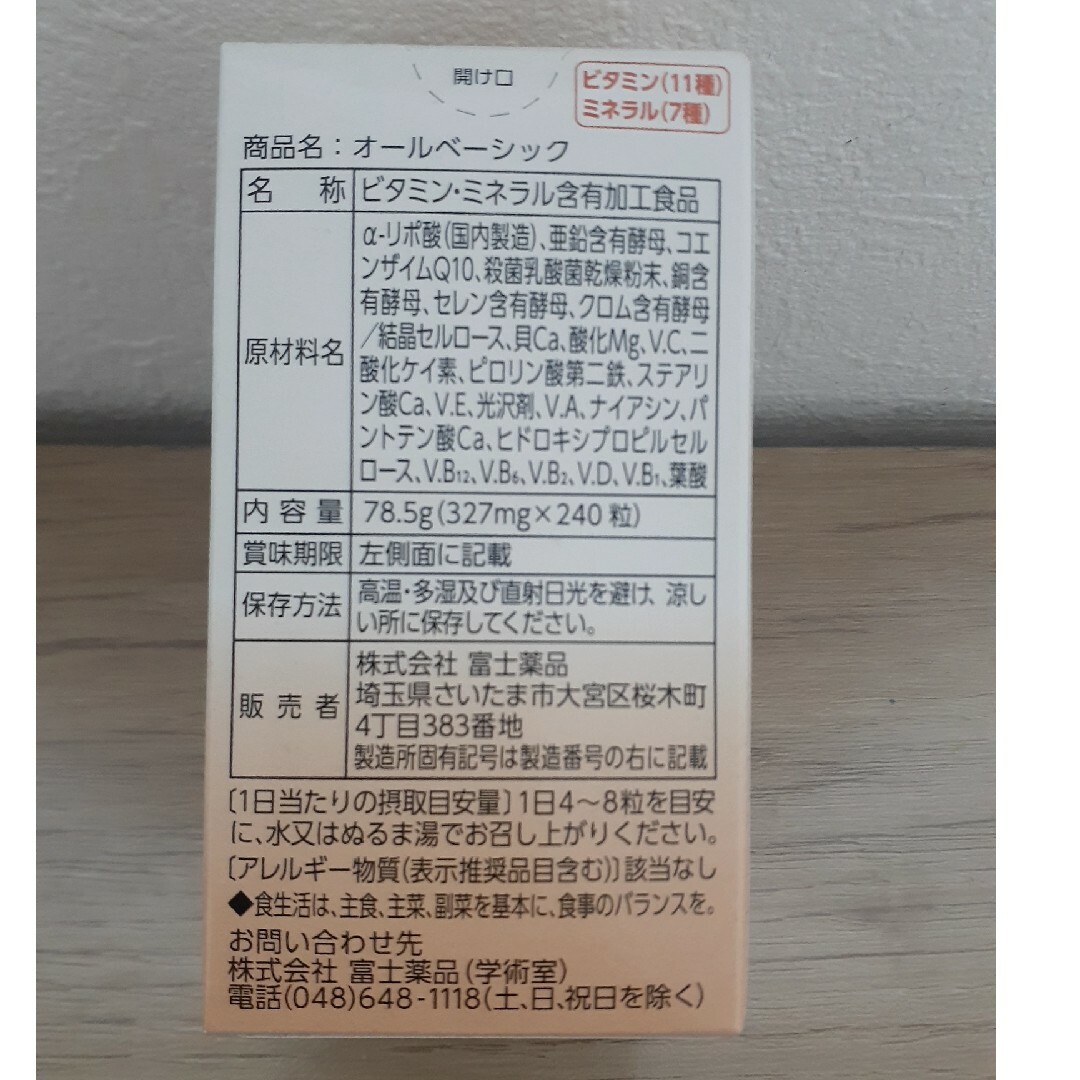 開け口
ビタミン(11種)
ミネラル(7種)
商品名：オールベーシック
名称 ビタミン・ミネラル含有加工食品
原材料名
α-リポ酸(国内製造)、亜鉛含有酵母、コエ
ンザイムQ10、殺菌乳酸菌乾燥粉末、銅含
有酵母、セレン含有酵母、クロム含有酵母
/結晶セルロース、貝Ca、酸化Mg、V.C、二
酸化ケイ素、ピロリン酸第二鉄、ステアリ
ン酸Ca、V.E、光沢剤、V.A、ナイアシン、パ
ントテン酸Ca、ヒドロキシプロピルセル
ロース、V.B₁₂、V.B₆、V.B₂、V.D、V.B₁、葉酸
内容量 78.5g(327mg×240粒)
賞味期限 左側面に記載
保存方法
高温・多湿及び直射日光を避け、涼し
い所に保存してください。
販売者
株式会社 富士薬品
埼玉県さいたま市大宮区桜木町
4丁目383番地
製造所固有記号は製造番号の右に記載
〔1日当たりの摂取目安量〕1日4～8粒を目安
に、水又はぬるま湯でお召し上がりください。
〔アレルギー物質(表示推奨品目含む)〕該当なし
◆食生活は、主食、主菜、副菜を基本に、食事のバランスを。
お問い合わせ先
株式会社 富士薬品(学術室)
電話(048)648-1118(土、日、祝日を除く)